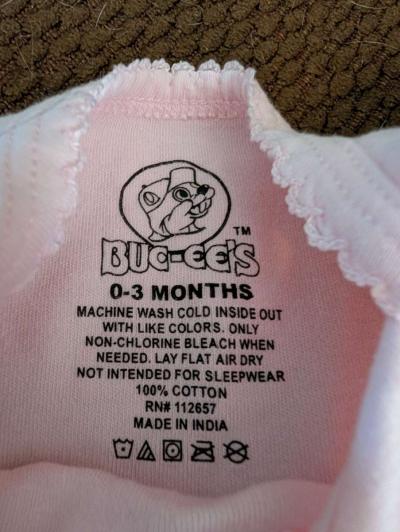 BUC-EE'S™
0-3 MONTHS
MACHINE WASH COLD INSIDE OUT
WITH LIKE COLORS. ONLY
NON-CHLORINE BLEACH WHEN
NEEDED. LAY FLAT AIR DRY
NOT INTENDED FOR SLEEPWEAR
100% COTTON
RN# 112657
MADE IN INDIA